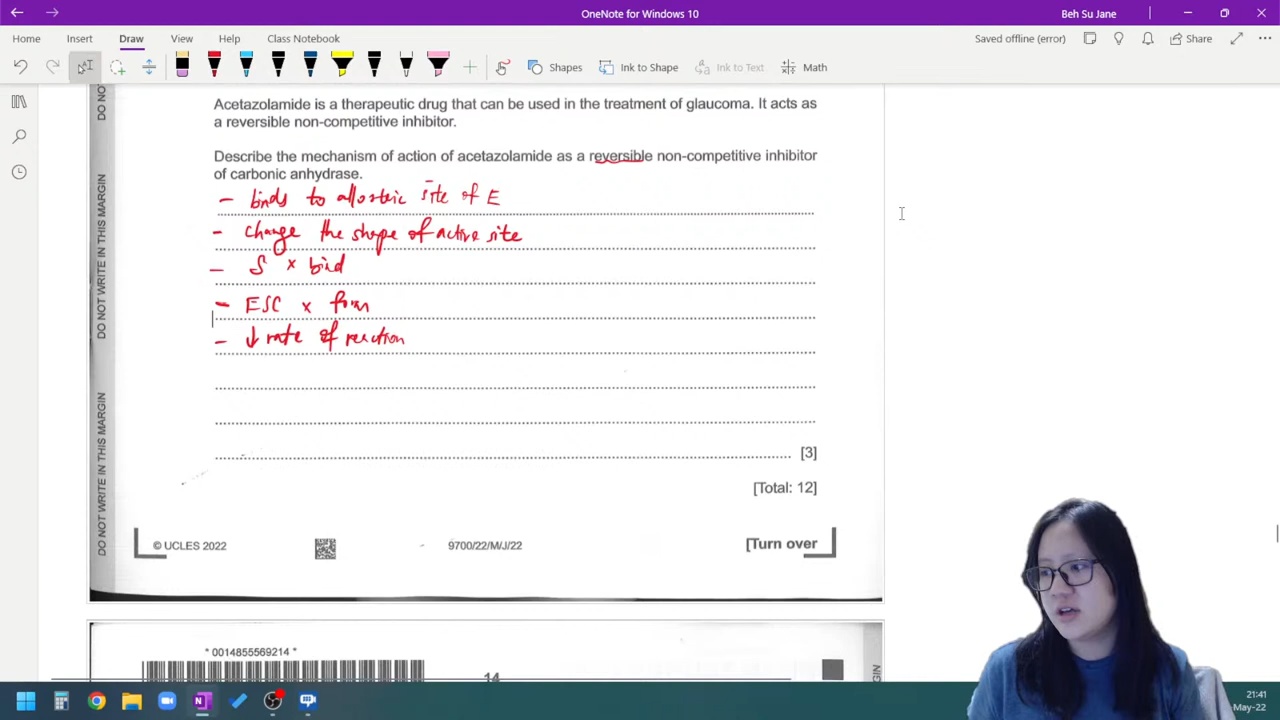 OneNote for Windows 10
Beh Su Jane
Home
Insert
Draw
View
Help
Class Notebook
Saved offline (error)
Share
Shapes
Ink to Shape
Ink to Text
Math
DO NO
Acetazolamide is a therapeutic drug that can be used in the treatment of glaucoma. It acts as
a reversible non-competitive inhibitor.
Describe the mechanism of action of acetazolamide as a reversible non-competitive inhibitor
of carbonic anhydrase.
- binds to allosteric site of E
- change the shape of active site
- S × bind
- ESC × form
- ↓ rate of reaction
[3]
[Total: 12]
DO NOT WRITE IN THIS MARGIN
DO NOT WRITE IN THIS MARGIN
© UCLES 2022
9700/22/M/J/22
[Turn over
* 0014855569214 *
14
GIN
21:41
May-22